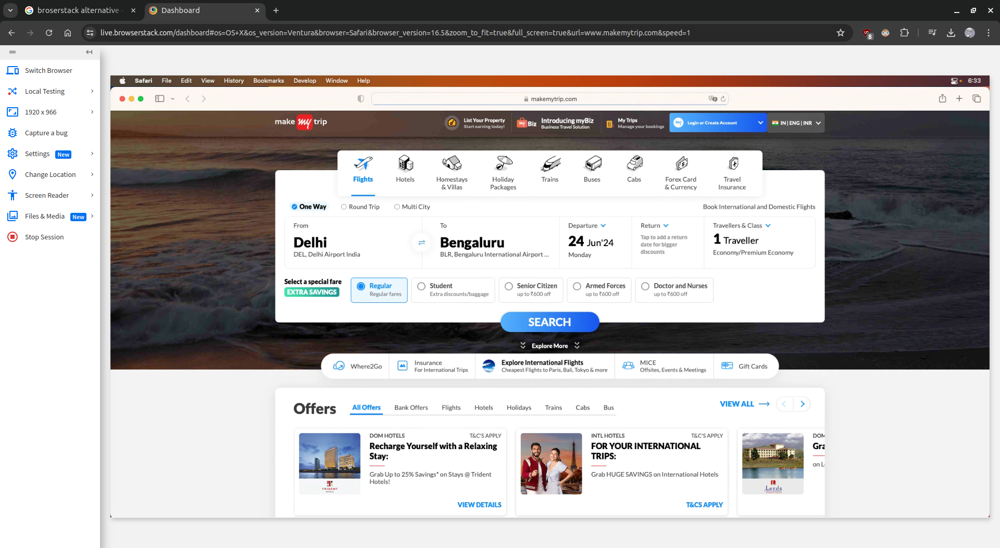 broserstack alternative
Dashboard
live.browserstack.com/dashboard#os=OS+X&os_version=Ventura&browser=Safari&browser_version=16.5&zoom_to_fit=true&full_screen=true&url=www.makemytrip.com&speed=1
8
Switch Browser
Local Testing
1920 x 966
Capture a bug
Settings New
Change Location
Screen Reader
Files & Media New
Stop Session
Safari File Edit View History Bookmarks Develop Window Help
6:33
makemytrip.com
make my trip
List Your Property
Start earning today!
my Biz
Introducing myBiz
Business Travel Solution
My Trips
Manage your bookings
my Login or Create Account
IN | ENG | INR
Flights
Hotels
Homestays
& Villas
Holiday
Packages
Trains
Buses
Cabs
Forex Card
& Currency
Travel
Insurance
One Way Round Trip Multi City
Book International and Domestic Flights
From
Delhi
DEL, Delhi Airport India
To
Bengaluru
BLR, Bengaluru International Airport ...
Departure
24 Jun'24
Monday
Return
Tap to add a return
date for bigger
discounts
Travellers & Class
1 Traveller
Economy/Premium Economy
Select a special fare
EXTRA SAVINGS
Regular
Regular fares
Student
Extra discounts/baggage
Senior Citizen
up to ₹600 off
Armed Forces
up to ₹600 off
Doctor and Nurses
up to ₹600 off
SEARCH
Explore More
Where2Go
Insurance
For International Trips
Explore International Flights
Cheapest Flights to Paris, Bali, Tokyo & more
MICE
Offsites, Events & Meetings
Gift Cards
Offers
All Offers Bank Offers Flights Hotels Holidays Trains Cabs Bus
VIEW ALL
DOM HOTELS T&C'S APPLY
Recharge Yourself with a Relaxing
Stay:
Grab Up to 25% Savings* on Stays @ Trident
Hotels!
VIEW DETAILS
TRIDENT
HOTELS
INTL HOTELS T&C'S APPLY
FOR YOUR INTERNATIONAL
TRIPS:
Grab HUGE SAVINGS on International Hotels
T&CS APPLY
DOM
Gra
on L
Lords